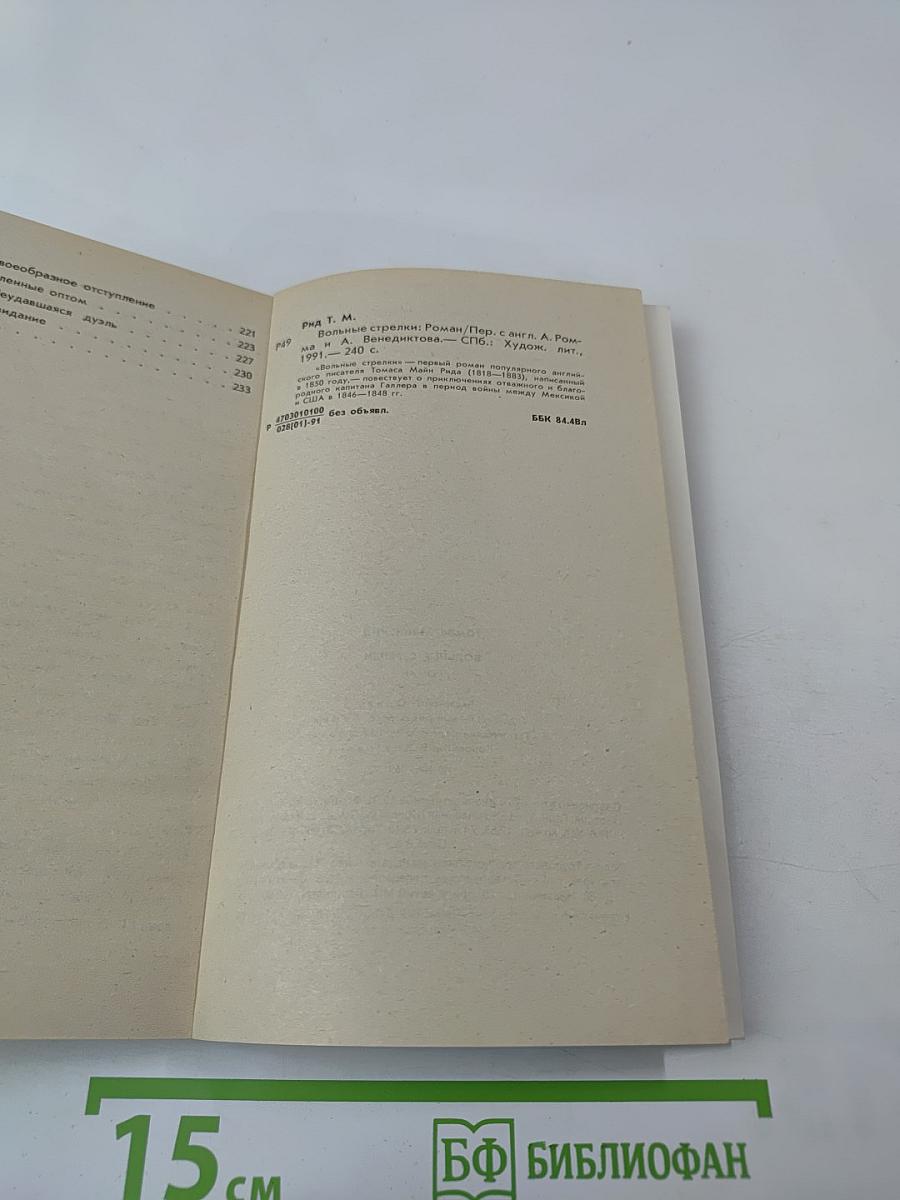 воеобразное отступление . . . . . . 221
ленные оптом . . . . . . 223
еудавшаяся дуэль . . . . . . 227
идание . . . . . . 230
. . . . . . 233
Рид Т. М.
Р49 Вольные стрелки: Роман/Пер. с англ. А. Ром-
ма и А. Венедиктова.— СПб.: Худож. лит.,
1991.— 240 с.
«Вольные стрелки» — первый роман популярного англий-
ского писателя Томаса Майн Рида (1818—1883), написанный
в 1850 году,— повествует о приключениях отважного и благо-
родного капитана Галлера в период войны между Мексикой
и США в 1846—1848 гг.
Р 4703010100 без объявл.
028(01)-91
ББК 84.4Вл
15 см
БФ БИБЛИОФАН